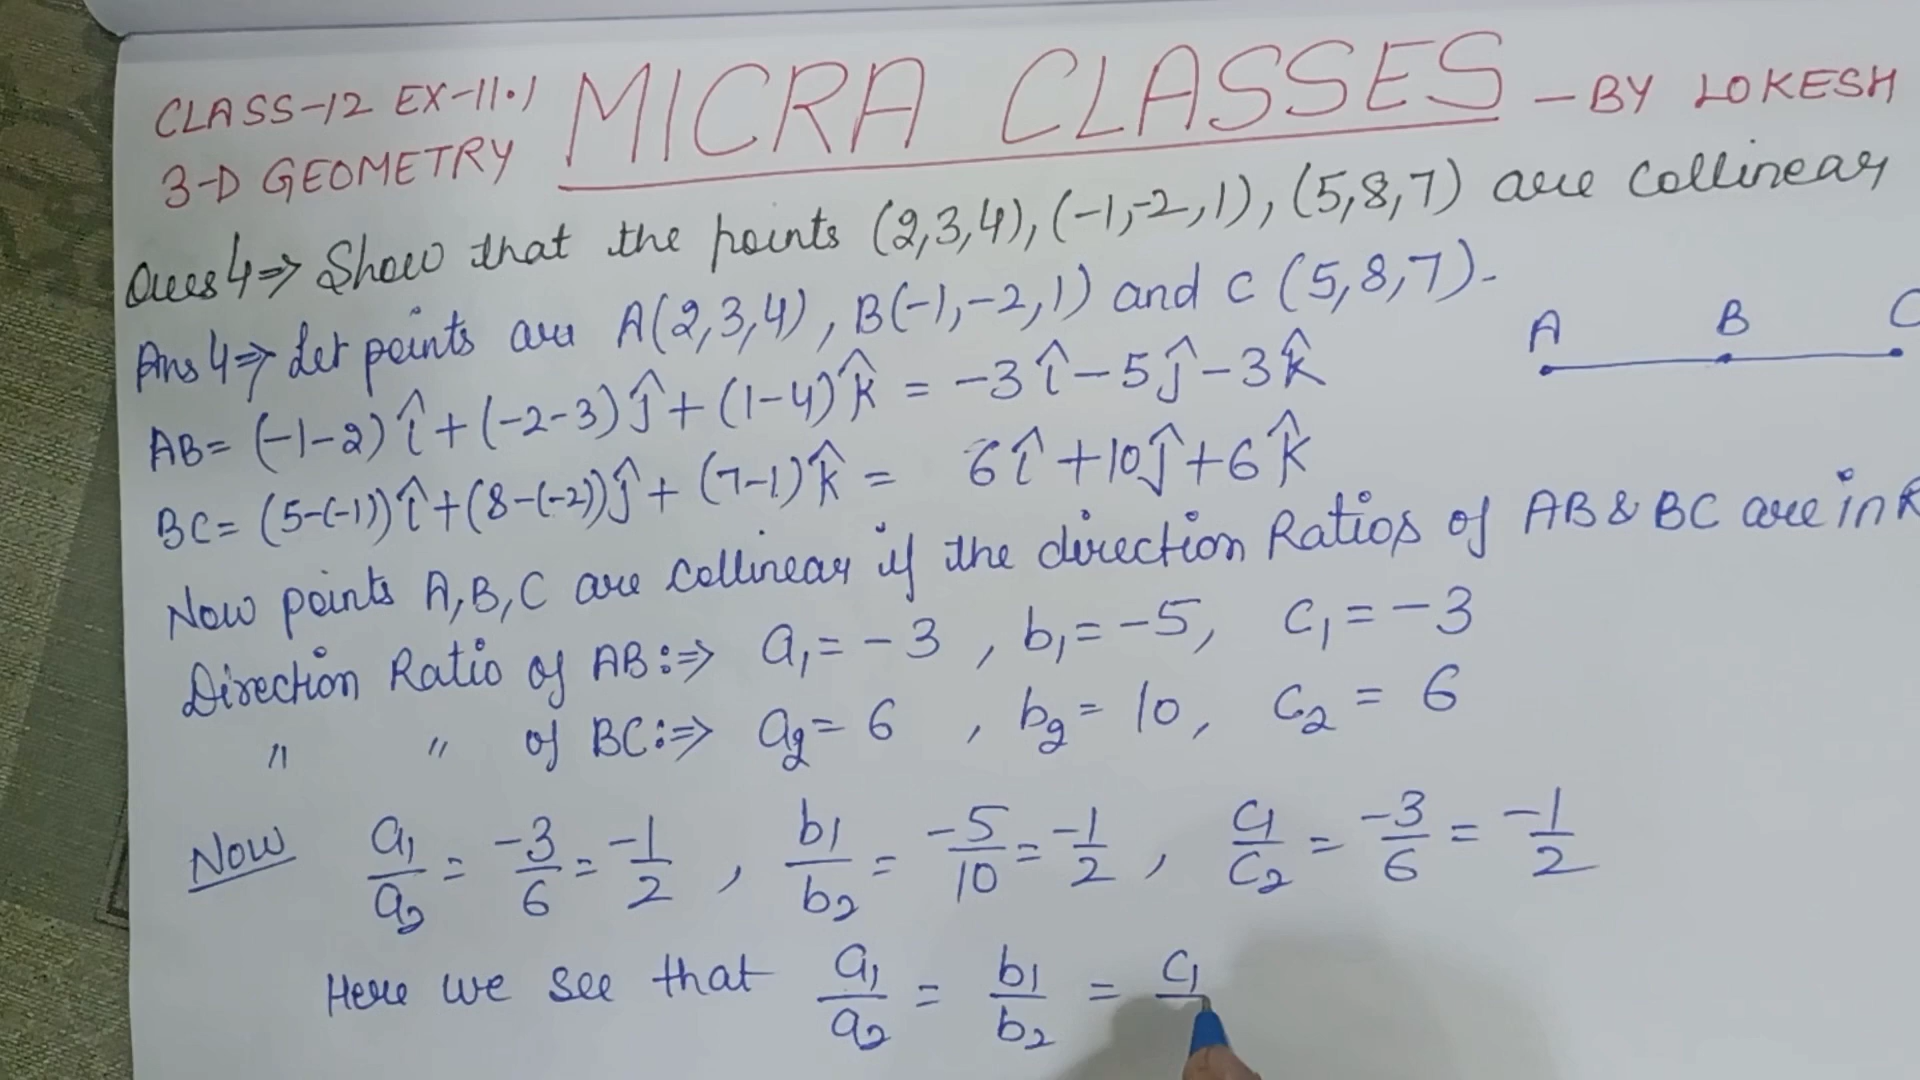 CLASS-12 EX-11.1
3-D GEOMETRY
MICRA CLASSES
-BY LOKESH
Ques 4⇒ Show that the points (2,3,4), (-1,-2,1), (5,8,7) are collinear
Ans 4⇒ Let points are A(2,3,4), B(-1,-2,1) and C (5,8,7).
A B C
AB= (-1-2)î+(-2-3)ĵ+(1-4)k̂ = -3î-5ĵ-3k̂
BC= (5-(-1))î+(8-(-2))ĵ+ (7-1)k̂ = 6î+10ĵ+6k̂
Now points A,B,C are collinear if the direction Ratios of AB & BC are in
Direction Ratio of AB:⇒ a₁= -3 , b₁= -5, c₁= -3
" " of BC:⇒ a₂= 6 , b₂= 10, c₂= 6
Now a₁/a₂ = -3/6 = -1/2 , b₁/b₂ = -5/10 = -1/2 , c₁/c₂ = -3/6 = -1/2
Here we see that a₁/a₂ = b₁/b₂ = c₁